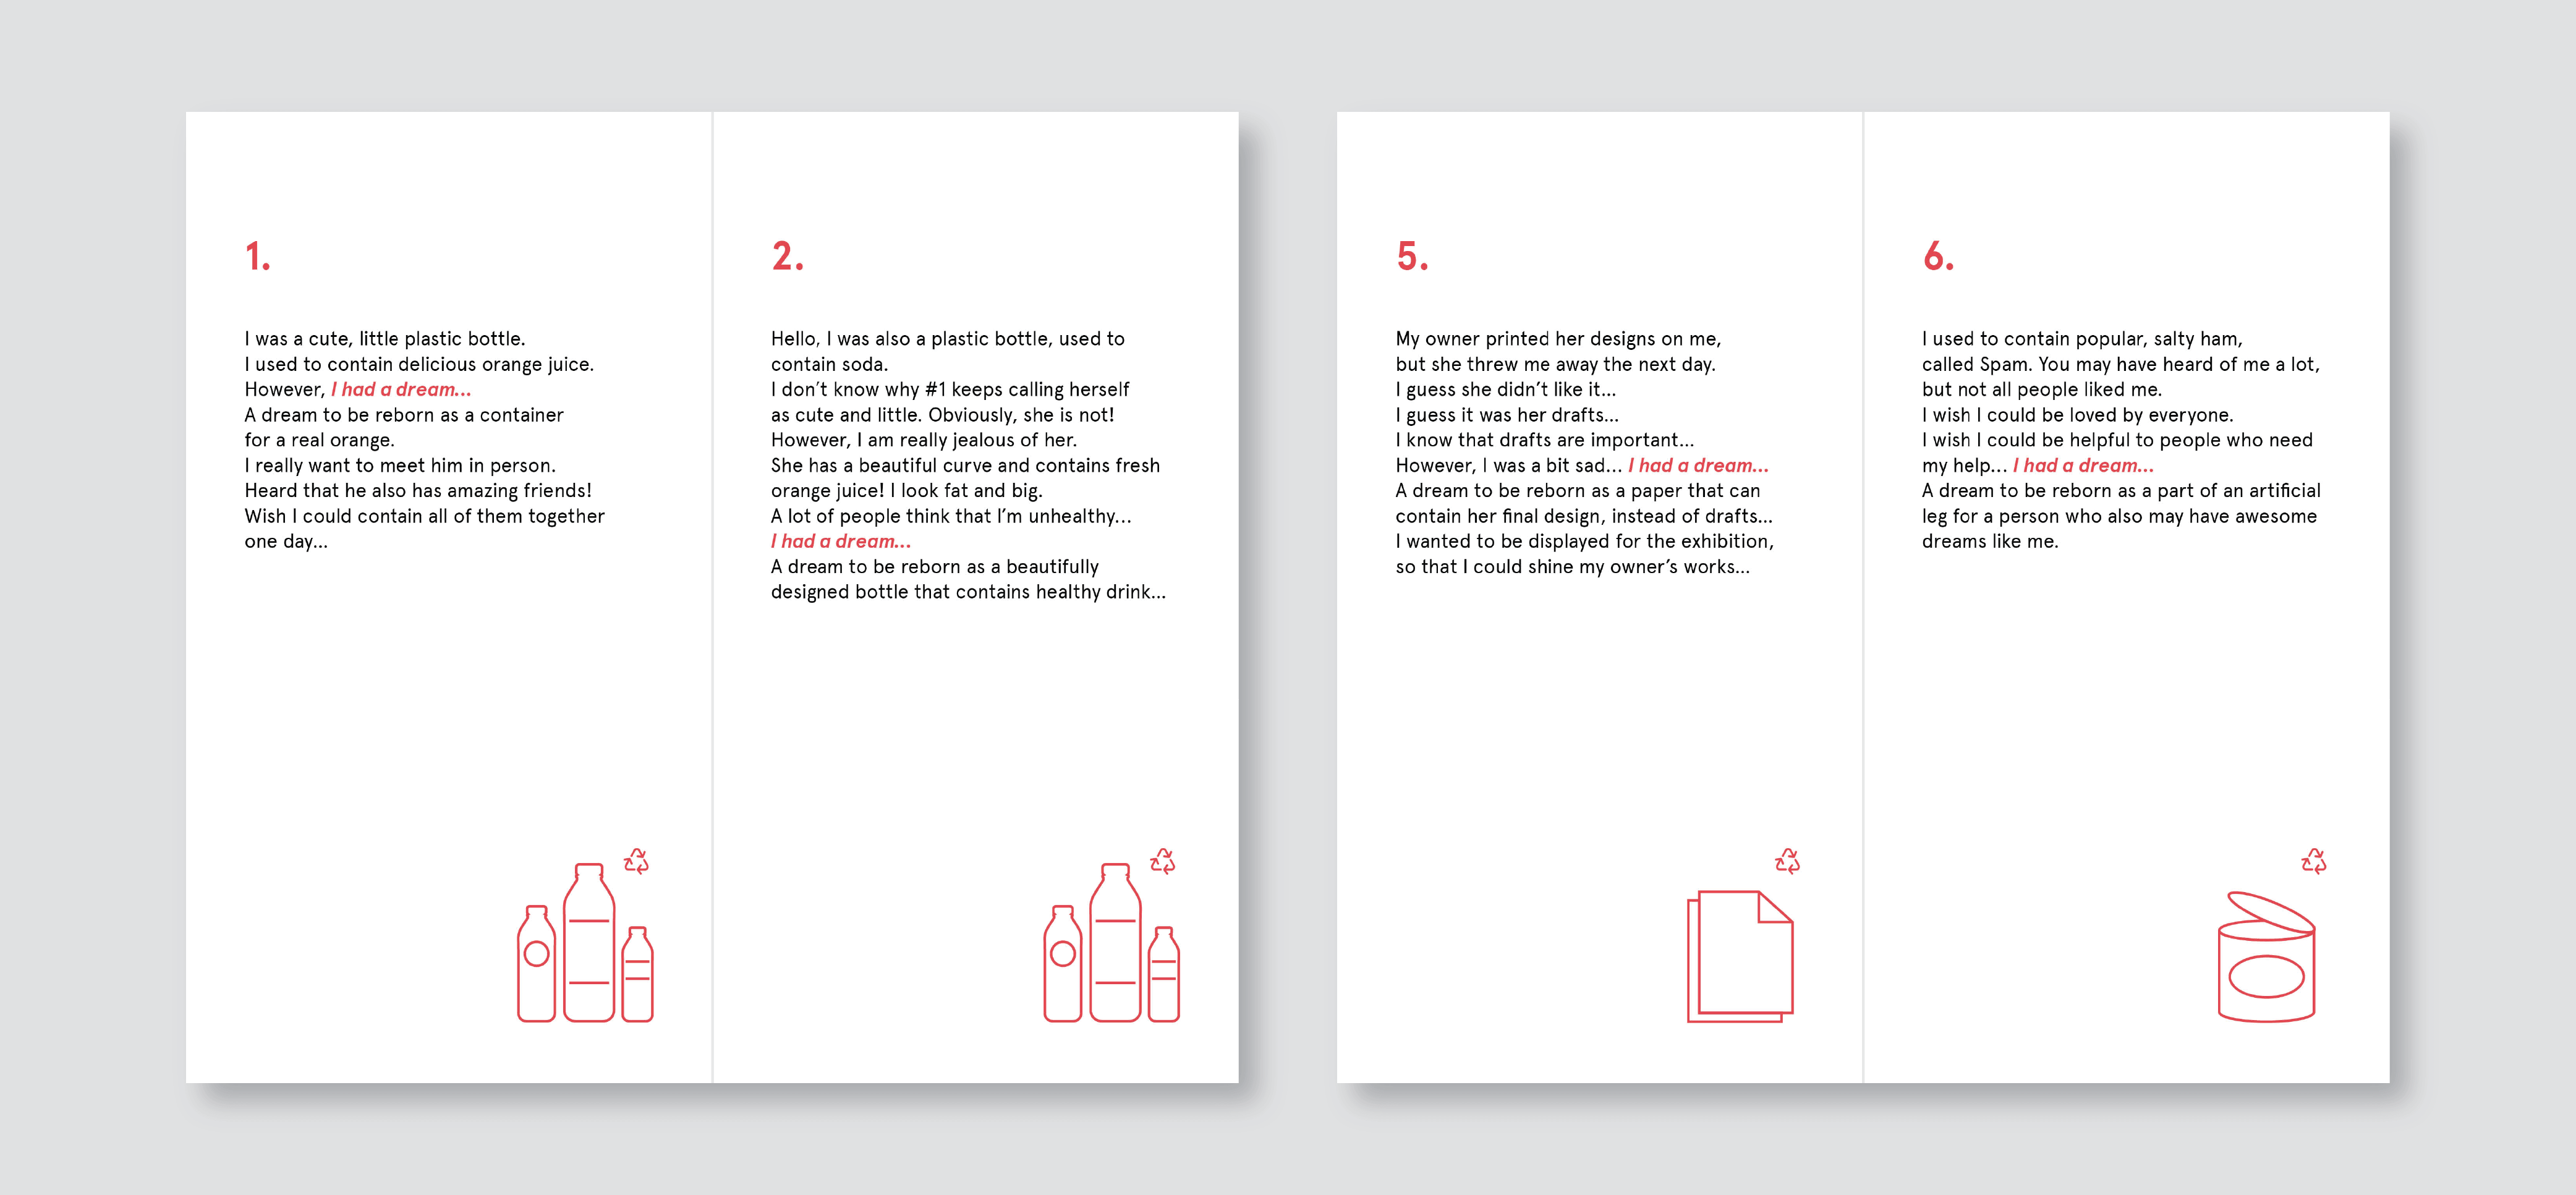 1.
I was a cute, little plastic bottle.
I used to contain delicious orange juice.
However, I had a dream...
A dream to be reborn as a container
for a real orange.
I really want to meet him in person.
Heard that he also has amazing friends!
Wish I could contain all of them together
one day...
2.
Hello, I was also a plastic bottle, used to
contain soda.
I don’t know why #1 keeps calling herself
as cute and little. Obviously, she is not!
However, I am really jealous of her.
She has a beautiful curve and contains fresh
orange juice! I look fat and big.
A lot of people think that I’m unhealthy...
I had a dream...
A dream to be reborn as a beautifully
designed bottle that contains healthy drink...
5.
My owner printed her designs on me,
but she threw me away the next day.
I guess she didn’t like it...
I guess it was her drafts...
I know that drafts are important...
However, I was a bit sad... I had a dream...
A dream to be reborn as a paper that can
contain her final design, instead of drafts...
I wanted to be displayed for the exhibition,
so that I could shine my owner’s works...
6.
I used to contain popular, salty ham,
called Spam. You may have heard of me a lot,
but not all people liked me.
I wish I could be loved by everyone.
I wish I could be helpful to people who need
my help... I had a dream...
A dream to be reborn as a part of an artificial
leg for a person who also may have awesome
dreams like me.